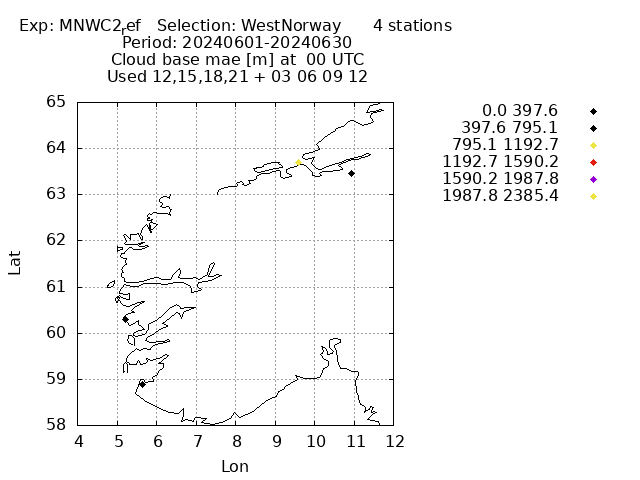 Exp: MNWC2ref   Selection: WestNorway      4 stations
Period: 20240601-20240630
Cloud base mae [m] at  00 UTC
Used 12,15,18,21 + 03 06 09 12
0.0 397.6
397.6 795.1
795.1 1192.7
1192.7 1590.2
1590.2 1987.8
1987.8 2385.4
65
64
63
62
61
60
59
58
Lat
4 5 6 7 8 9 10 11 12
Lon